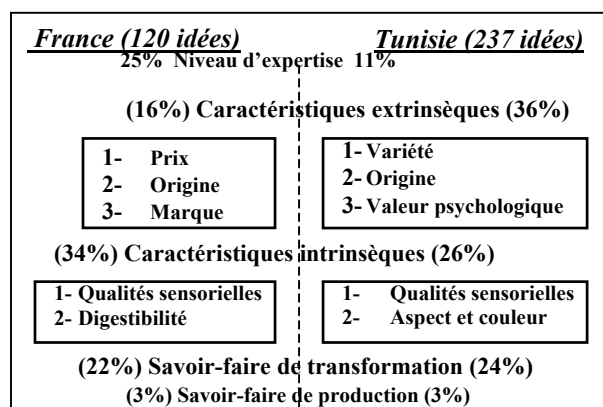 France (120 idées) Tunisie (237 idées)
25% Niveau d'expertise 11%
(16%) Caractéristiques extrinsèques (36%)
1- Prix
2- Origine
3- Marque
1- Variété
2- Origine
3- Valeur psychologique
(34%) Caractéristiques intrinsèques (26%)
1- Qualités sensorielles
2- Digestibilité
1- Qualités sensorielles
2- Aspect et couleur
(22%) Savoir-faire de transformation (24%)
(3%) Savoir-faire de production (3%)